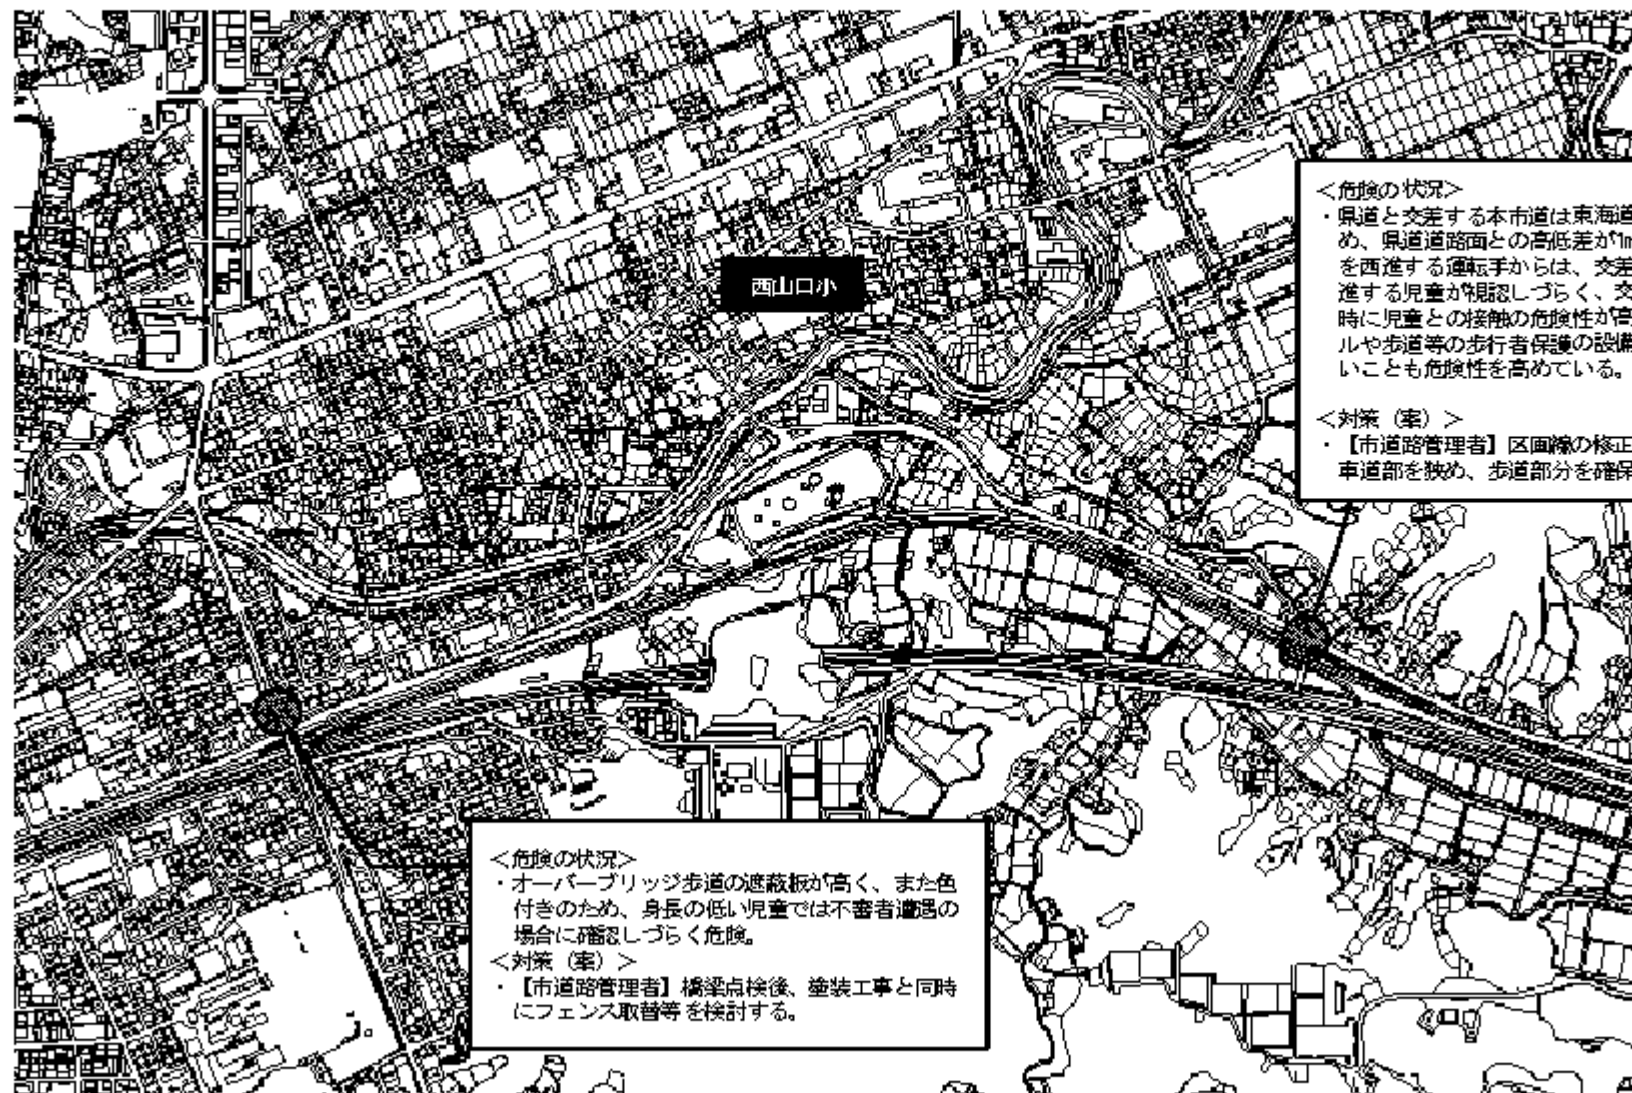 西山口小
＜危険の状況＞
・県道と交差する本市道は東海道
め、県道道路面との高低差が1m
を西進する運転手からは、交差
進する児童が視認しづらく、交
時に児童との接触の危険性が高
ルや歩道等の歩行者保護の設備
いことも危険性を高めている。
＜対策（案）＞
・【市道路管理者】区画線の修正
車道部を狭め、歩道部分を確保
＜危険の状況＞
・オーバーブリッジ歩道の遮蔽板が高く、また色
付きのため、身長の低い児童では不審者遭遇の
場合に確認しづらく危険。
＜対策（案）＞
・【市道路管理者】橋梁点検後、塗装工事と同時
にフェンス取替等を検討する。